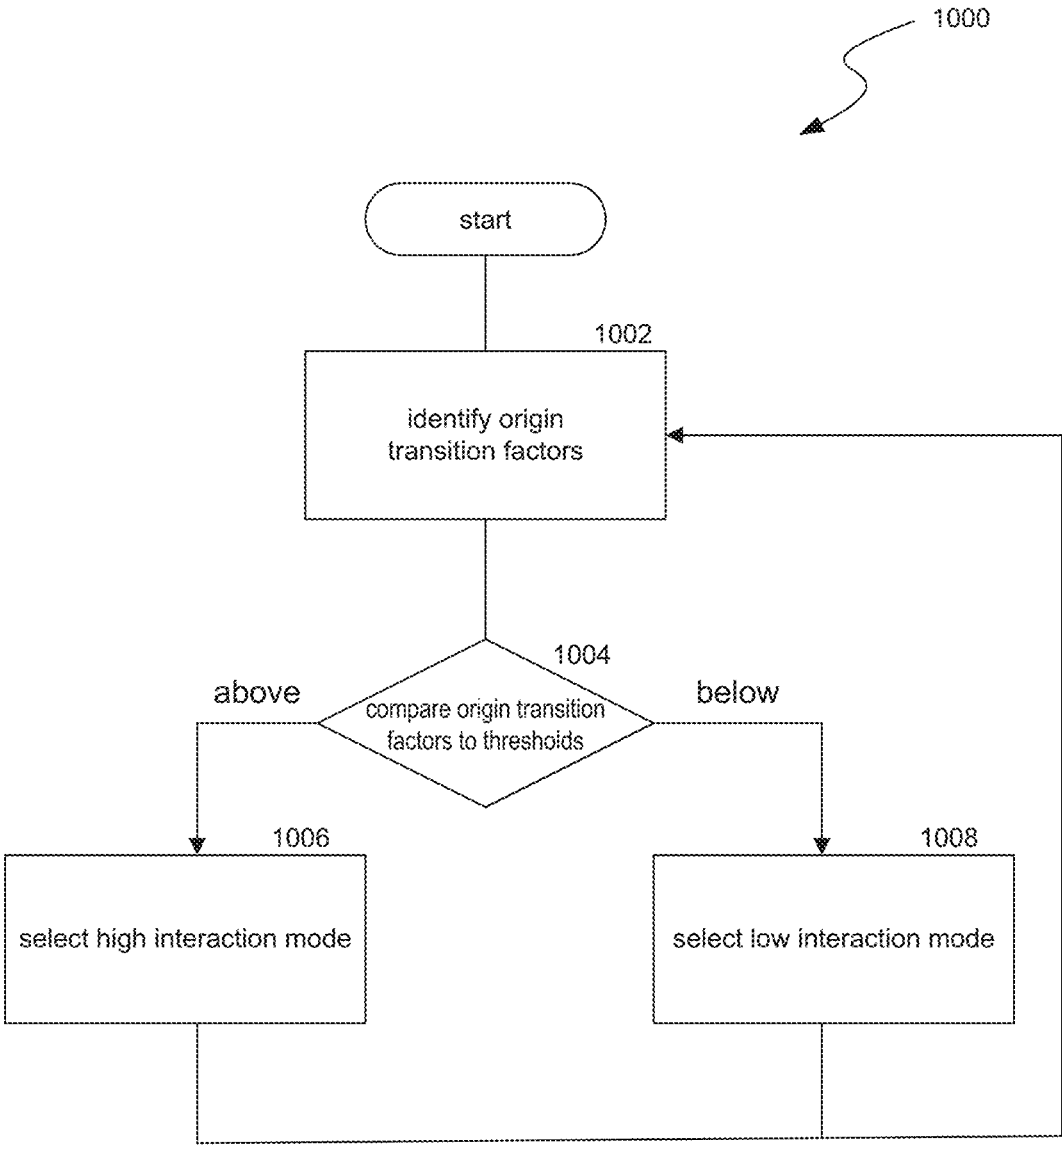 1000
start
1002
identify origin
transition factors
1004
above
below
compare origin transition
factors to thresholds
1006
1008
select high interaction mode
select low interaction mode